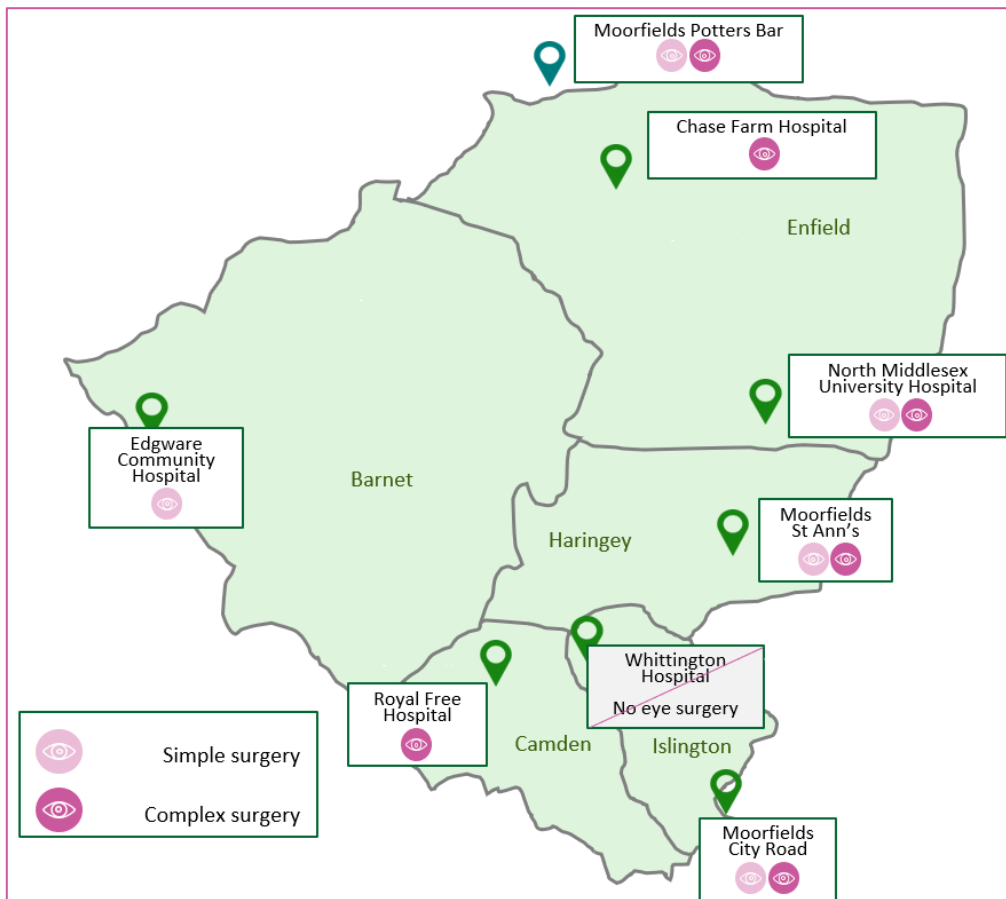 Moorfields Potters Bar
Chase Farm Hospital
Enfield
North Middlesex
University Hospital
Edgware
Community
Hospital
Barnet
Haringey
Moorfields
St Ann's
Whittington
Hospital
No eye surgery
Royal Free
Hospital
Camden
Islington
Simple surgery
Complex surgery
Moorfields
City Road